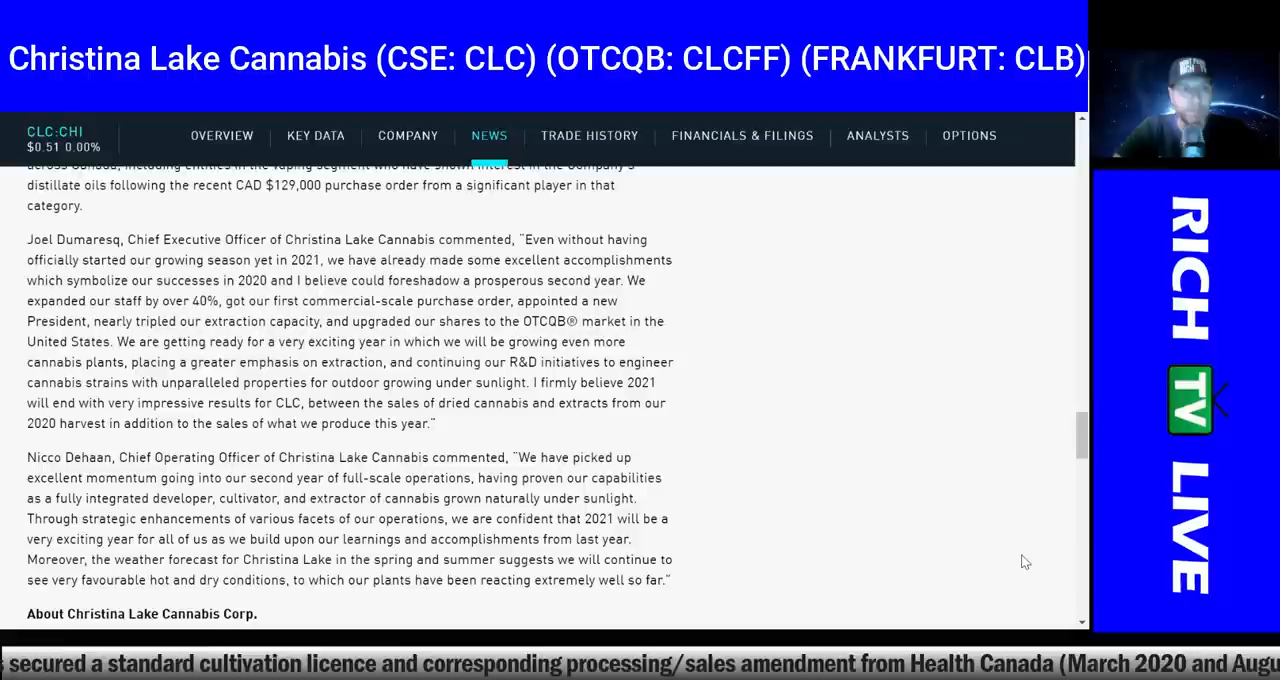 Christina Lake Cannabis (CSE: CLC) (OTCQB: CLCFF) (FRANKFURT: CLB)
CLC:CHI
$0.51 0.00%
OVERVIEW
KEY DATA
COMPANY
NEWS
TRADE HISTORY
FINANCIALS & FILINGS
ANALYSTS
OPTIONS
across Canada, including entities in the vaping segment who have shown interest in the Company's
distillate oils following the recent CAD $129,000 purchase order from a significant player in that
category.
Joel Dumaresq, Chief Executive Officer of Christina Lake Cannabis commented, “Even without having
officially started our growing season yet in 2021, we have already made some excellent accomplishments
which symbolize our successes in 2020 and I believe could foreshadow a prosperous second year. We
expanded our staff by over 40%, got our first commercial-scale purchase order, appointed a new
President, nearly tripled our extraction capacity, and upgraded our shares to the OTCQB® market in the
United States. We are getting ready for a very exciting year in which we will be growing even more
cannabis plants, placing a greater emphasis on extraction, and continuing our R&D initiatives to engineer
cannabis strains with unparalleled properties for outdoor growing under sunlight. I firmly believe 2021
will end with very impressive results for CLC, between the sales of dried cannabis and extracts from our
2020 harvest in addition to the sales of what we produce this year.”
Nicco Dehaan, Chief Operating Officer of Christina Lake Cannabis commented, “We have picked up
excellent momentum going into our second year of full-scale operations, having proven our capabilities
as a fully integrated developer, cultivator, and extractor of cannabis grown naturally under sunlight.
Through strategic enhancements of various facets of our operations, we are confident that 2021 will be a
very exciting year for all of us as we build upon our learnings and accomplishments from last year.
Moreover, the weather forecast for Christina Lake in the spring and summer suggests we will continue to
see very favourable hot and dry conditions, to which our plants have been reacting extremely well so far.”
About Christina Lake Cannabis Corp.
RICH
TV
LIVE
s secured a standard cultivation licence and corresponding processing/sales amendment from Health Canada (March 2020 and Augu